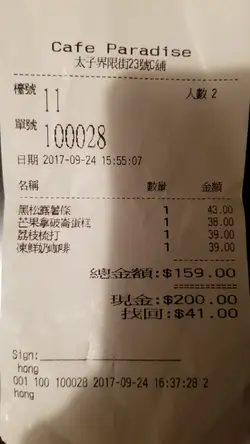 Cafe Paradise
太子界限街23號C舖
檯號 11 人數 2
單號 100028
日期 2017-09-24 15:55:07
名稱 數量 金額
黑松露薯條 1 43.00
芒果拿破崙蛋糕 1 38.00
荔枝梳打 1 39.00
凍鮮奶咖啡 1 39.00
總金額:$159.00
現金:$200.00
找回:$41.00
Sign:
hong
001 100 100028 2017-09-24 16:37:28 2
hong